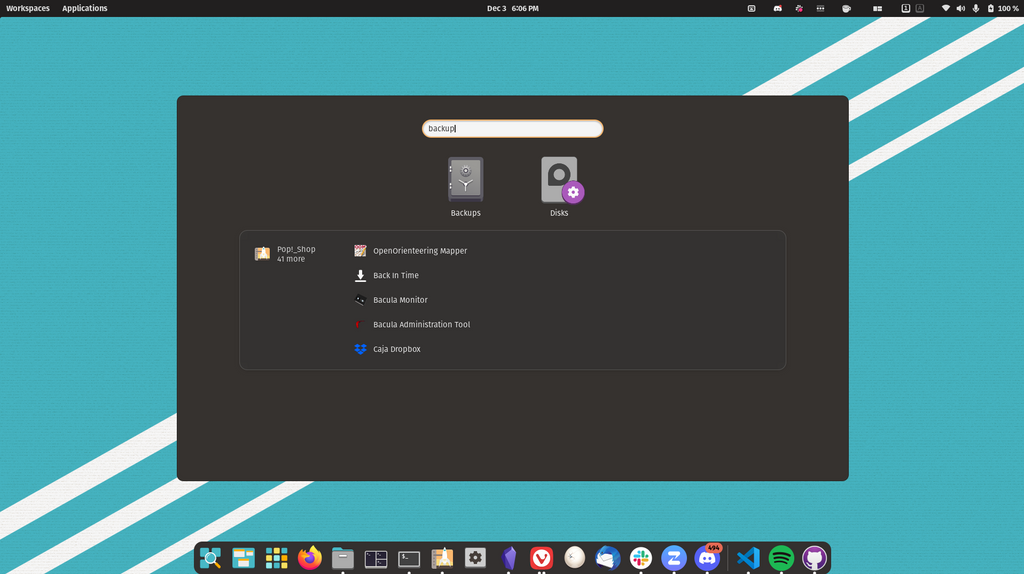 Workspaces Applications Dec 3 6:06 PM 1 A 100 %
backup
Backups Disks
Pop!_Shop
41 more
OpenOrienteering Mapper
Back In Time
Bacula Monitor
Bacula Administration Tool
Caja Dropbox
494